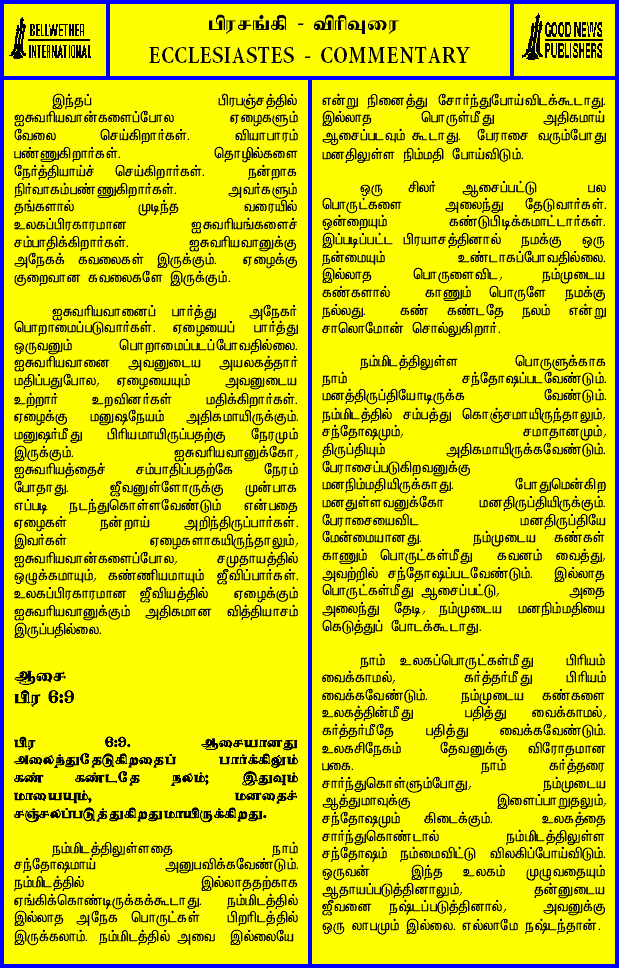 BELLWETHER
INTERNATIONAL
பிரசங்கி - விரிவுரை
ECCLESIASTES - COMMENTARY
GOOD NEWS
PUBLISHERS
இந்தப் பிரபஞ்சத்தில்
ஐசுவரியவான்களைப்போல ஏழைகளும்
வேலை செய்கிறார்கள். வியாபாரம்
பண்ணுகிறார்கள். தொழில்களை
நேர்த்தியாய்ச் செய்கிறார்கள். நன்றாக
நிர்வாகம்பண்ணுகிறார்கள். அவர்களும்
தங்களால் முடிந்த வரையில்
உலகப்பிரகாரமான ஐசுவரியங்களைச்
சம்பாதிக்கிறார்கள். ஐசுவரியவானுக்கு
அநேகக் கவலைகள் இருக்கும். ஏழைக்கு
குறைவான கவலைகளே இருக்கும்.
ஐசுவரியவானைப் பார்த்து அநேகர்
பொறாமைப்படுவார்கள். ஏழையைப் பார்த்து
ஒருவனும் பொறாமைப்படப்போவதில்லை.
ஐசுவரியவானை அவனுடைய அயலகத்தார்
மதிப்பதுபோல, ஏழையையும் அவனுடைய
உற்றார் உறவினர்கள் மதிக்கிறார்கள்.
ஏழைக்கு மனுஷநேயம் அதிகமாயிருக்கும்.
மனுஷர்மீது பிரியமாயிருப்பதற்கு நேரமும்
இருக்கும். ஐசுவரியவானுக்கோ,
ஐசுவரியத்தைச் சம்பாதிப்பதற்கே நேரம்
போதாது. ஜீவனுள்ளோருக்கு முன்பாக
எப்படி நடந்துகொள்ளவேண்டும் என்பதை
ஏழைகள் நன்றாய் அறிந்திருப்பார்கள்.
இவர்கள் ஏழைகளாகயிருந்தாலும்,
ஐசுவரியவான்களைப்போல, சமுதாயத்தில்
ஒழுக்கமாயும், கண்ணியமாயும் ஜீவிப்பார்கள்.
உலகப்பிரகாரமான ஜீவியத்தில் ஏழைக்கும்
ஐசுவரியவானுக்கும் அதிகமான வித்தியாசம்
இருப்பதில்லை.
ஆசை
பிர 6:9
பிர 6:9. ஆசையானது
அலைந்துதேடுகிறதைப் பார்க்கிலும்
கண் கண்டதே நலம்; இதுவும்
மாயையும், மனதைச்
சஞ்சலப்படுத்துகிறதுமாயிருக்கிறது.
நம்மிடத்திலுள்ளதை நாம்
சந்தோஷமாய் அனுபவிக்கவேண்டும்.
நம்மிடத்தில் இல்லாததற்காக
ஏங்கிக்கொண்டிருக்கக்கூடாது. நம்மிடத்தில்
இல்லாத அநேக பொருட்கள் பிறரிடத்தில்
இருக்கலாம். நம்மிடத்தில் அவை இல்லையே
என்று நினைத்து சோர்ந்துபோய்விடக்கூடாது.
இல்லாத பொருள்மீது அதிகமாய்
ஆசைப்படவும் கூடாது. பேராசை வரும்போது
மனதிலுள்ள நிம்மதி போய்விடும்.
ஒரு சிலர் ஆசைப்பட்டு பல
பொருட்களை அலைந்து தேடுவார்கள்.
ஒன்றையும் கண்டுபிடிக்கமாட்டார்கள்.
இப்படிப்பட்ட பிரயாசத்தினால் நமக்கு ஒரு
நன்மையும் உண்டாகப்போவதில்லை.
இல்லாத பொருளைவிட, நம்முடைய
கண்களால் காணும் பொருளே நமக்கு
நல்லது. கண் கண்டதே நலம் என்று
சாலொமோன் சொல்லுகிறார்.
நம்மிடத்திலுள்ள பொருளுக்காக
நாம் சந்தோஷப்படவேண்டும்.
மனத்திருப்தியோடிருக்க வேண்டும்.
நம்மிடத்தில் சம்பத்து கொஞ்சமாயிருந்தாலும்,
சந்தோஷமும், சமாதானமும்,
திருப்தியும் அதிகமாயிருக்கவேண்டும்.
பேராசைப்படுகிறவனுக்கு
மனநிம்மதியிருக்காது. போதுமென்கிற
மனதுள்ளவனுக்கோ மனதிருப்தியிருக்கும்.
பேராசையைவிட மனதிருப்தியே
மேன்மையானது. நம்முடைய கண்கள்
காணும் பொருட்கள்மீது கவனம் வைத்து,
அவற்றில் சந்தோஷப்படவேண்டும். இல்லாத
பொருட்கள்மீது ஆசைப்பட்டு, அதை
அலைந்து தேடி, நம்முடைய மனநிம்மதியை
கெடுத்துப் போடக்கூடாது.
நாம் உலகப்பொருட்கள்மீது பிரியம்
வைக்காமல், கர்த்தர்மீது பிரியம்
வைக்கவேண்டும். நம்முடைய கண்களை
உலகத்தின்மீது பதித்து வைக்காமல்,
கர்த்தர்மீதே பதித்து வைக்கவேண்டும்.
உலகசிநேகம் தேவனுக்கு விரோதமான
பகை. நாம் கர்த்தரை
சார்ந்துகொள்ளும்போது, நம்முடைய
ஆத்துமாவுக்கு இளைப்பாறுதலும்,
சந்தோஷமும் கிடைக்கும். உலகத்தை
சார்ந்துகொண்டால் நம்மிடத்திலுள்ள
சந்தோஷம் நம்மைவிட்டு விலகிப்போய்விடும்.
ஒருவன் இந்த உலகம் முழுவதையும்
ஆதாயப்படுத்தினாலும், தன்னுடைய
ஜீவனை நஷ்டப்படுத்தினால், அவனுக்கு
ஒரு லாபமும் இல்லை. எல்லாமே நஷ்டந்தான்.